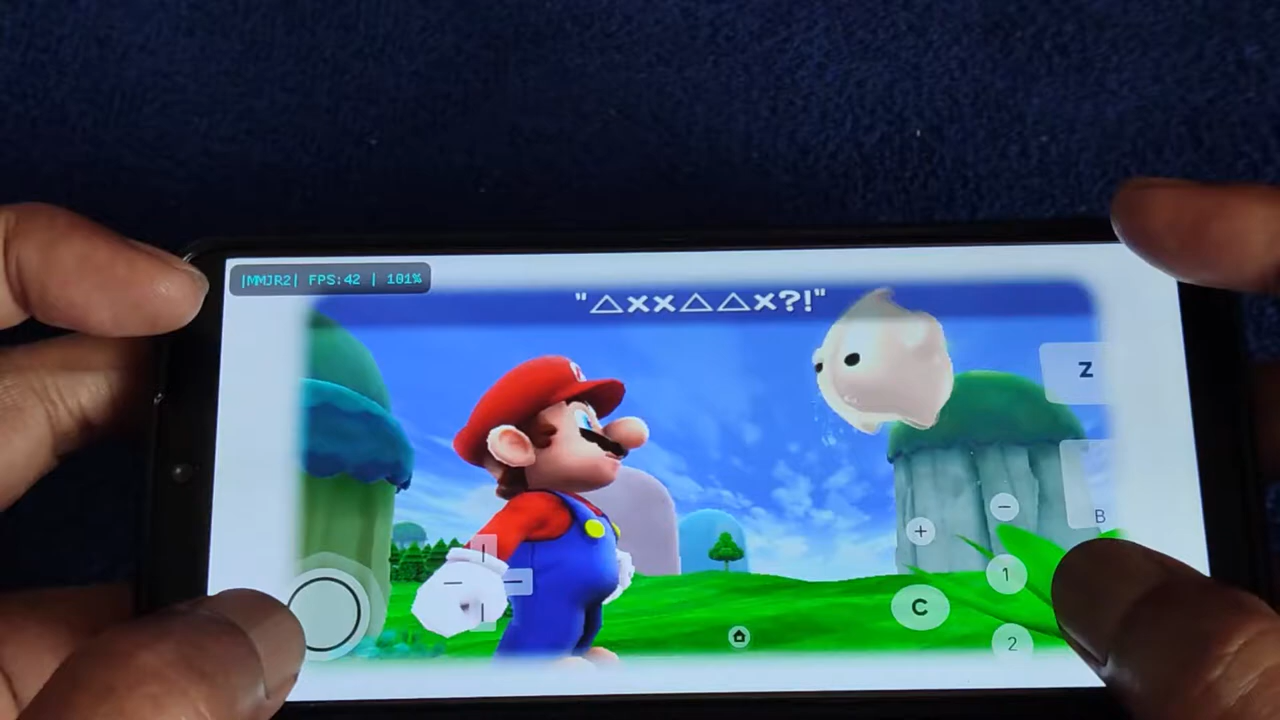 |MMJR2| FPS:42 | 101%
"△xx△△x?!"
Z
B
+
−
1
C
2